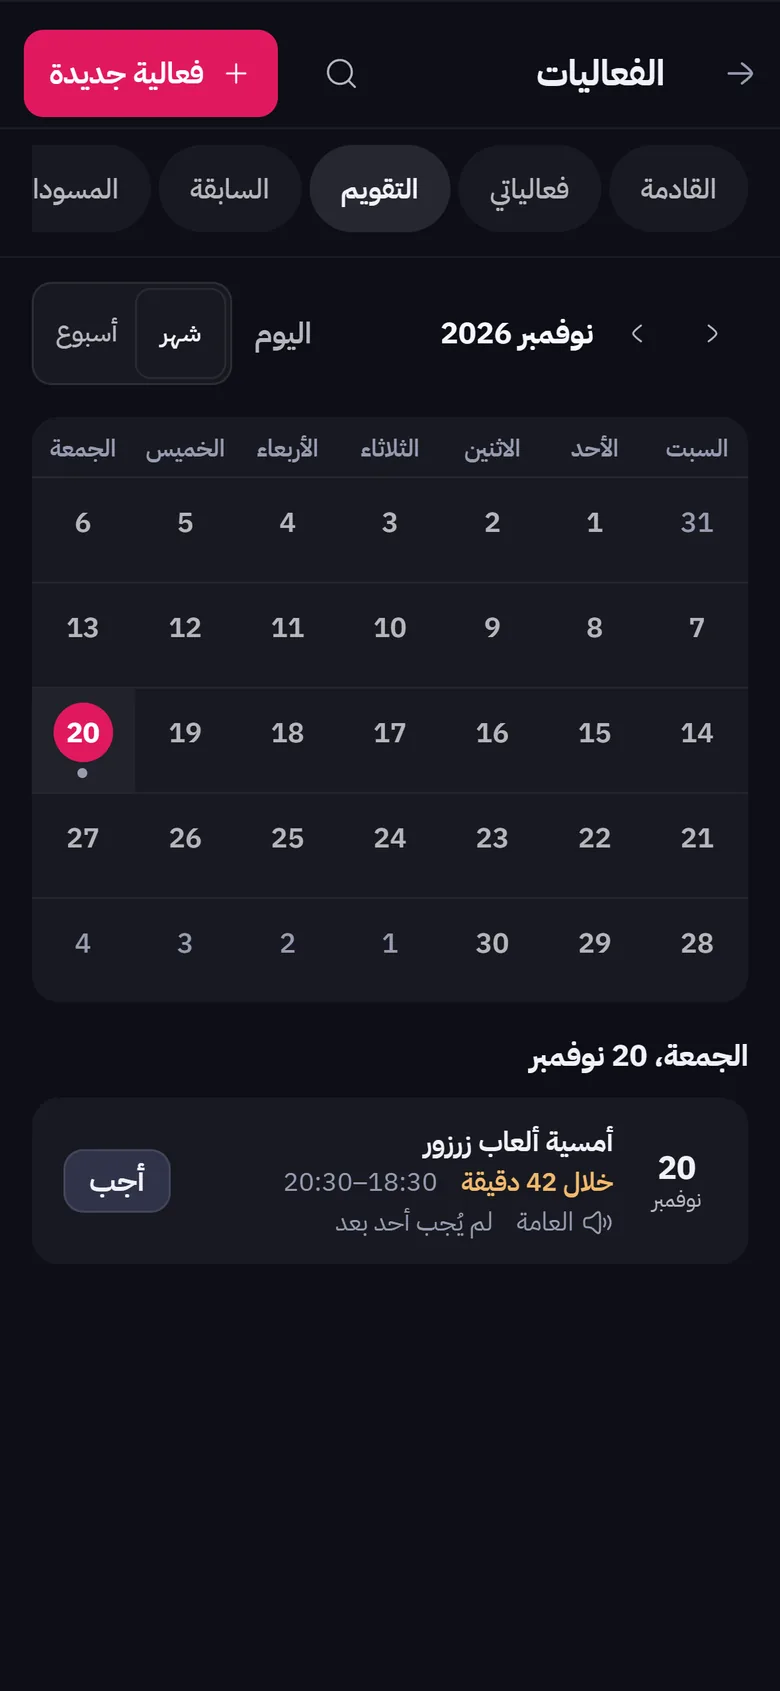 الفعاليات
فعالية جديدة
القادمة
فعالياتي
التقويم
السابقة
المسودا
نوفمبر 2026
اليوم
شهر
أسبوع
السبت الأحد الاثنين الثلاثاء الأربعاء الخميس الجمعة
31 1 2 3 4 5 6
7 8 9 10 11 12 13
14 15 16 17 18 19 20
21 22 23 24 25 26 27
28 29 30 1 2 3 4
الجمعة، 20 نوفمبر
20
نوفمبر
أمسية ألعاب زرزور
خلال 42 دقيقة 18:30–20:30
العامة لم يُجب أحد بعد
أجب